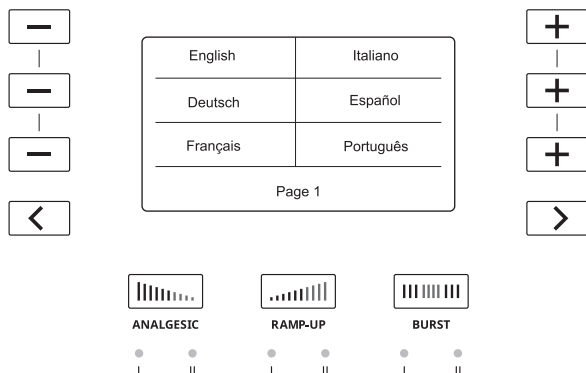 English Italiano
Deutsch Español
Français Português
Page 1
ANALGESIC RAMP-UP BURST
I II I II I II